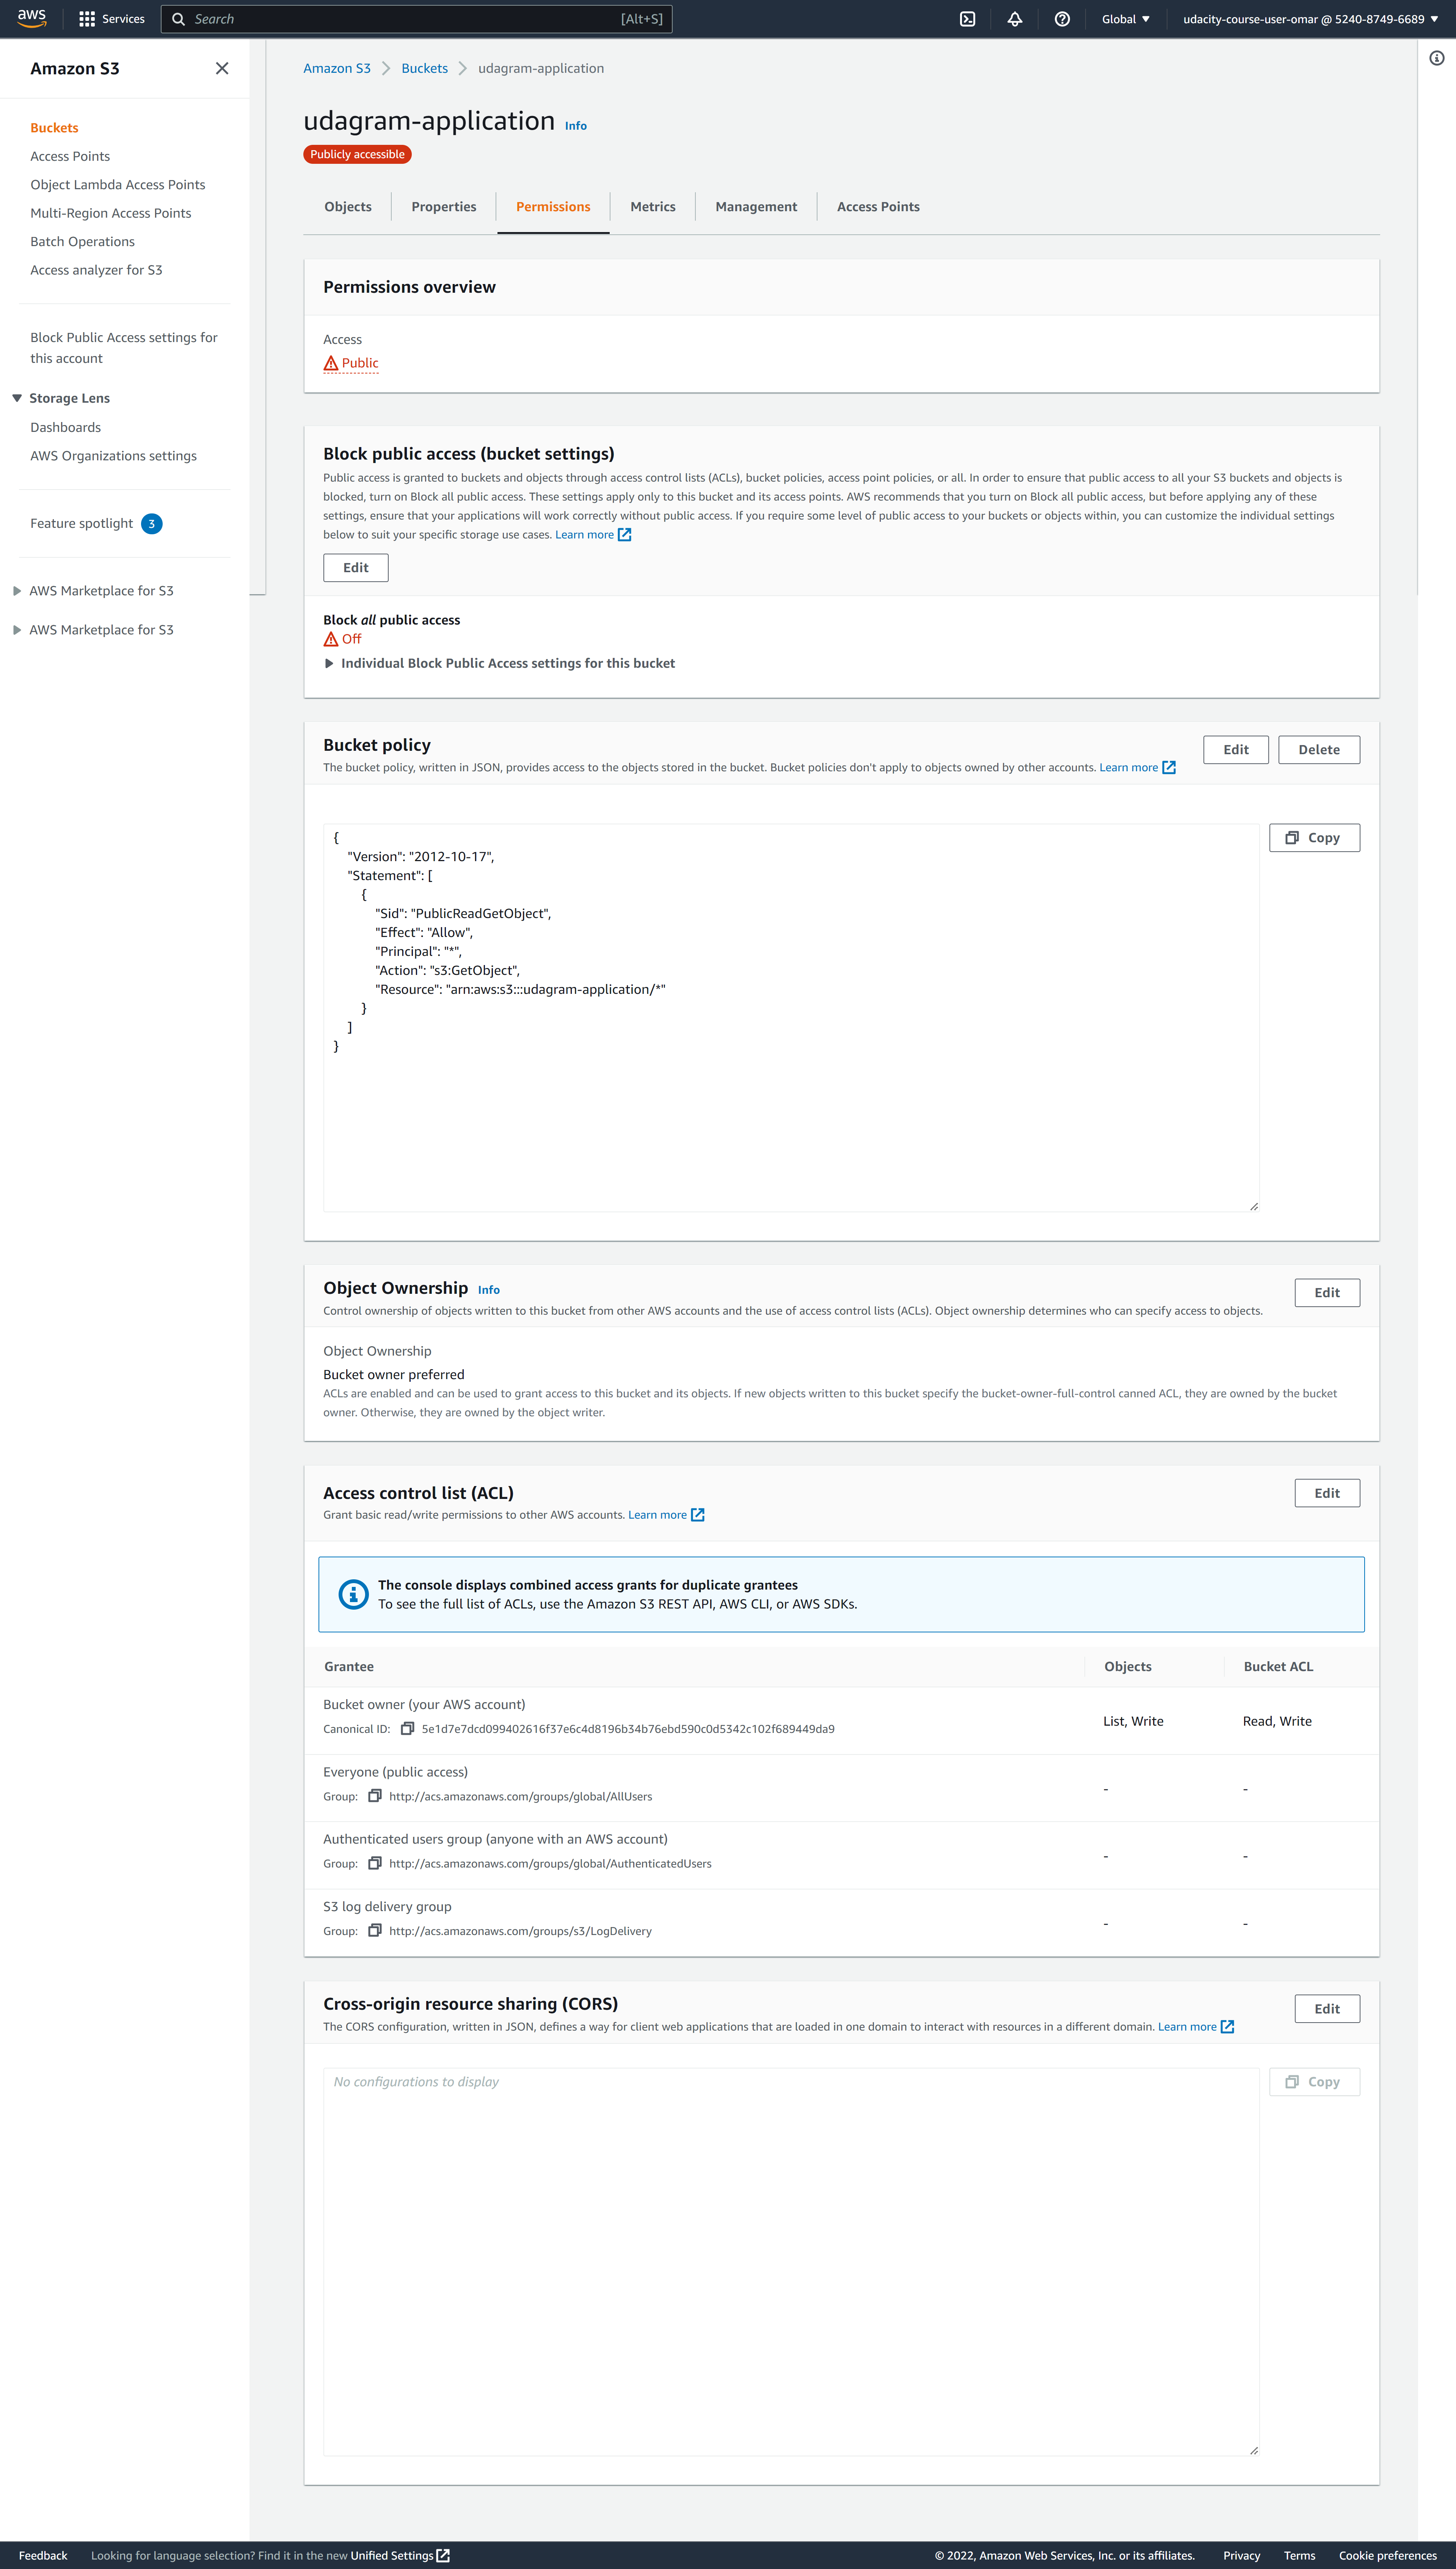 aws
Services
Search
[Alt+S]
Global
udacity-course-user-omar @ 5240-8749-6689
Amazon S3
Buckets
Access Points
Object Lambda Access Points
Multi-Region Access Points
Batch Operations
Access analyzer for S3
Block Public Access settings for
this account
Storage Lens
Dashboards
AWS Organizations settings
Feature spotlight 3
AWS Marketplace for S3
AWS Marketplace for S3
Amazon S3 Buckets udagram-application
udagram-application Info
Publicly accessible
Objects Properties Permissions Metrics Management Access Points
Permissions overview
Access
Public
Block public access (bucket settings)
Public access is granted to buckets and objects through access control lists (ACLs), bucket policies, access point policies, or all. In order to ensure that public access to all your S3 buckets and objects is
blocked, turn on Block all public access. These settings apply only to this bucket and its access points. AWS recommends that you turn on Block all public access, but before applying any of these
settings, ensure that your applications will work correctly without public access. If you require some level of public access to your buckets or objects within, you can customize the individual settings
below to suit your specific storage use cases. Learn more
Edit
Block all public access
Off
Individual Block Public Access settings for this bucket
Bucket policy
The bucket policy, written in JSON, provides access to the objects stored in the bucket. Bucket policies don't apply to objects owned by other accounts. Learn more
Edit
Delete
Copy
{
"Version": "2012-10-17",
"Statement": [
{
"Sid": "PublicReadGetObject",
"Effect": "Allow",
"Principal": "*",
"Action": "s3:GetObject",
"Resource": "arn:aws:s3:::udagram-application/*"
}
]
}
Object Ownership Info
Control ownership of objects written to this bucket from other AWS accounts and the use of access control lists (ACLs). Object ownership determines who can specify access to objects.
Edit
Object Ownership
Bucket owner preferred
ACLs are enabled and can be used to grant access to this bucket and its objects. If new objects written to this bucket specify the bucket-owner-full-control canned ACL, they are owned by the bucket
owner. Otherwise, they are owned by the object writer.
Access control list (ACL)
Grant basic read/write permissions to other AWS accounts. Learn more
Edit
The console displays combined access grants for duplicate grantees
To see the full list of ACLs, use the Amazon S3 REST API, AWS CLI, or AWS SDKs.
Grantee Objects Bucket ACL
Bucket owner (your AWS account)
Canonical ID: 5e1d7e7dcd099402616f37e6c4d8196b34b76ebd590c0d5342c102f689449da9
List, Write Read, Write
Everyone (public access)
Group: http://acs.amazonaws.com/groups/global/AllUsers
- -
Authenticated users group (anyone with an AWS account)
Group: http://acs.amazonaws.com/groups/global/AuthenticatedUsers
- -
S3 log delivery group
Group: http://acs.amazonaws.com/groups/s3/LogDelivery
- -
Cross-origin resource sharing (CORS)
The CORS configuration, written in JSON, defines a way for client web applications that are loaded in one domain to interact with resources in a different domain. Learn more
Edit
No configurations to display
Copy
Feedback Looking for language selection? Find it in the new Unified Settings © 2022, Amazon Web Services, Inc. or its affiliates. Privacy Terms Cookie preferences